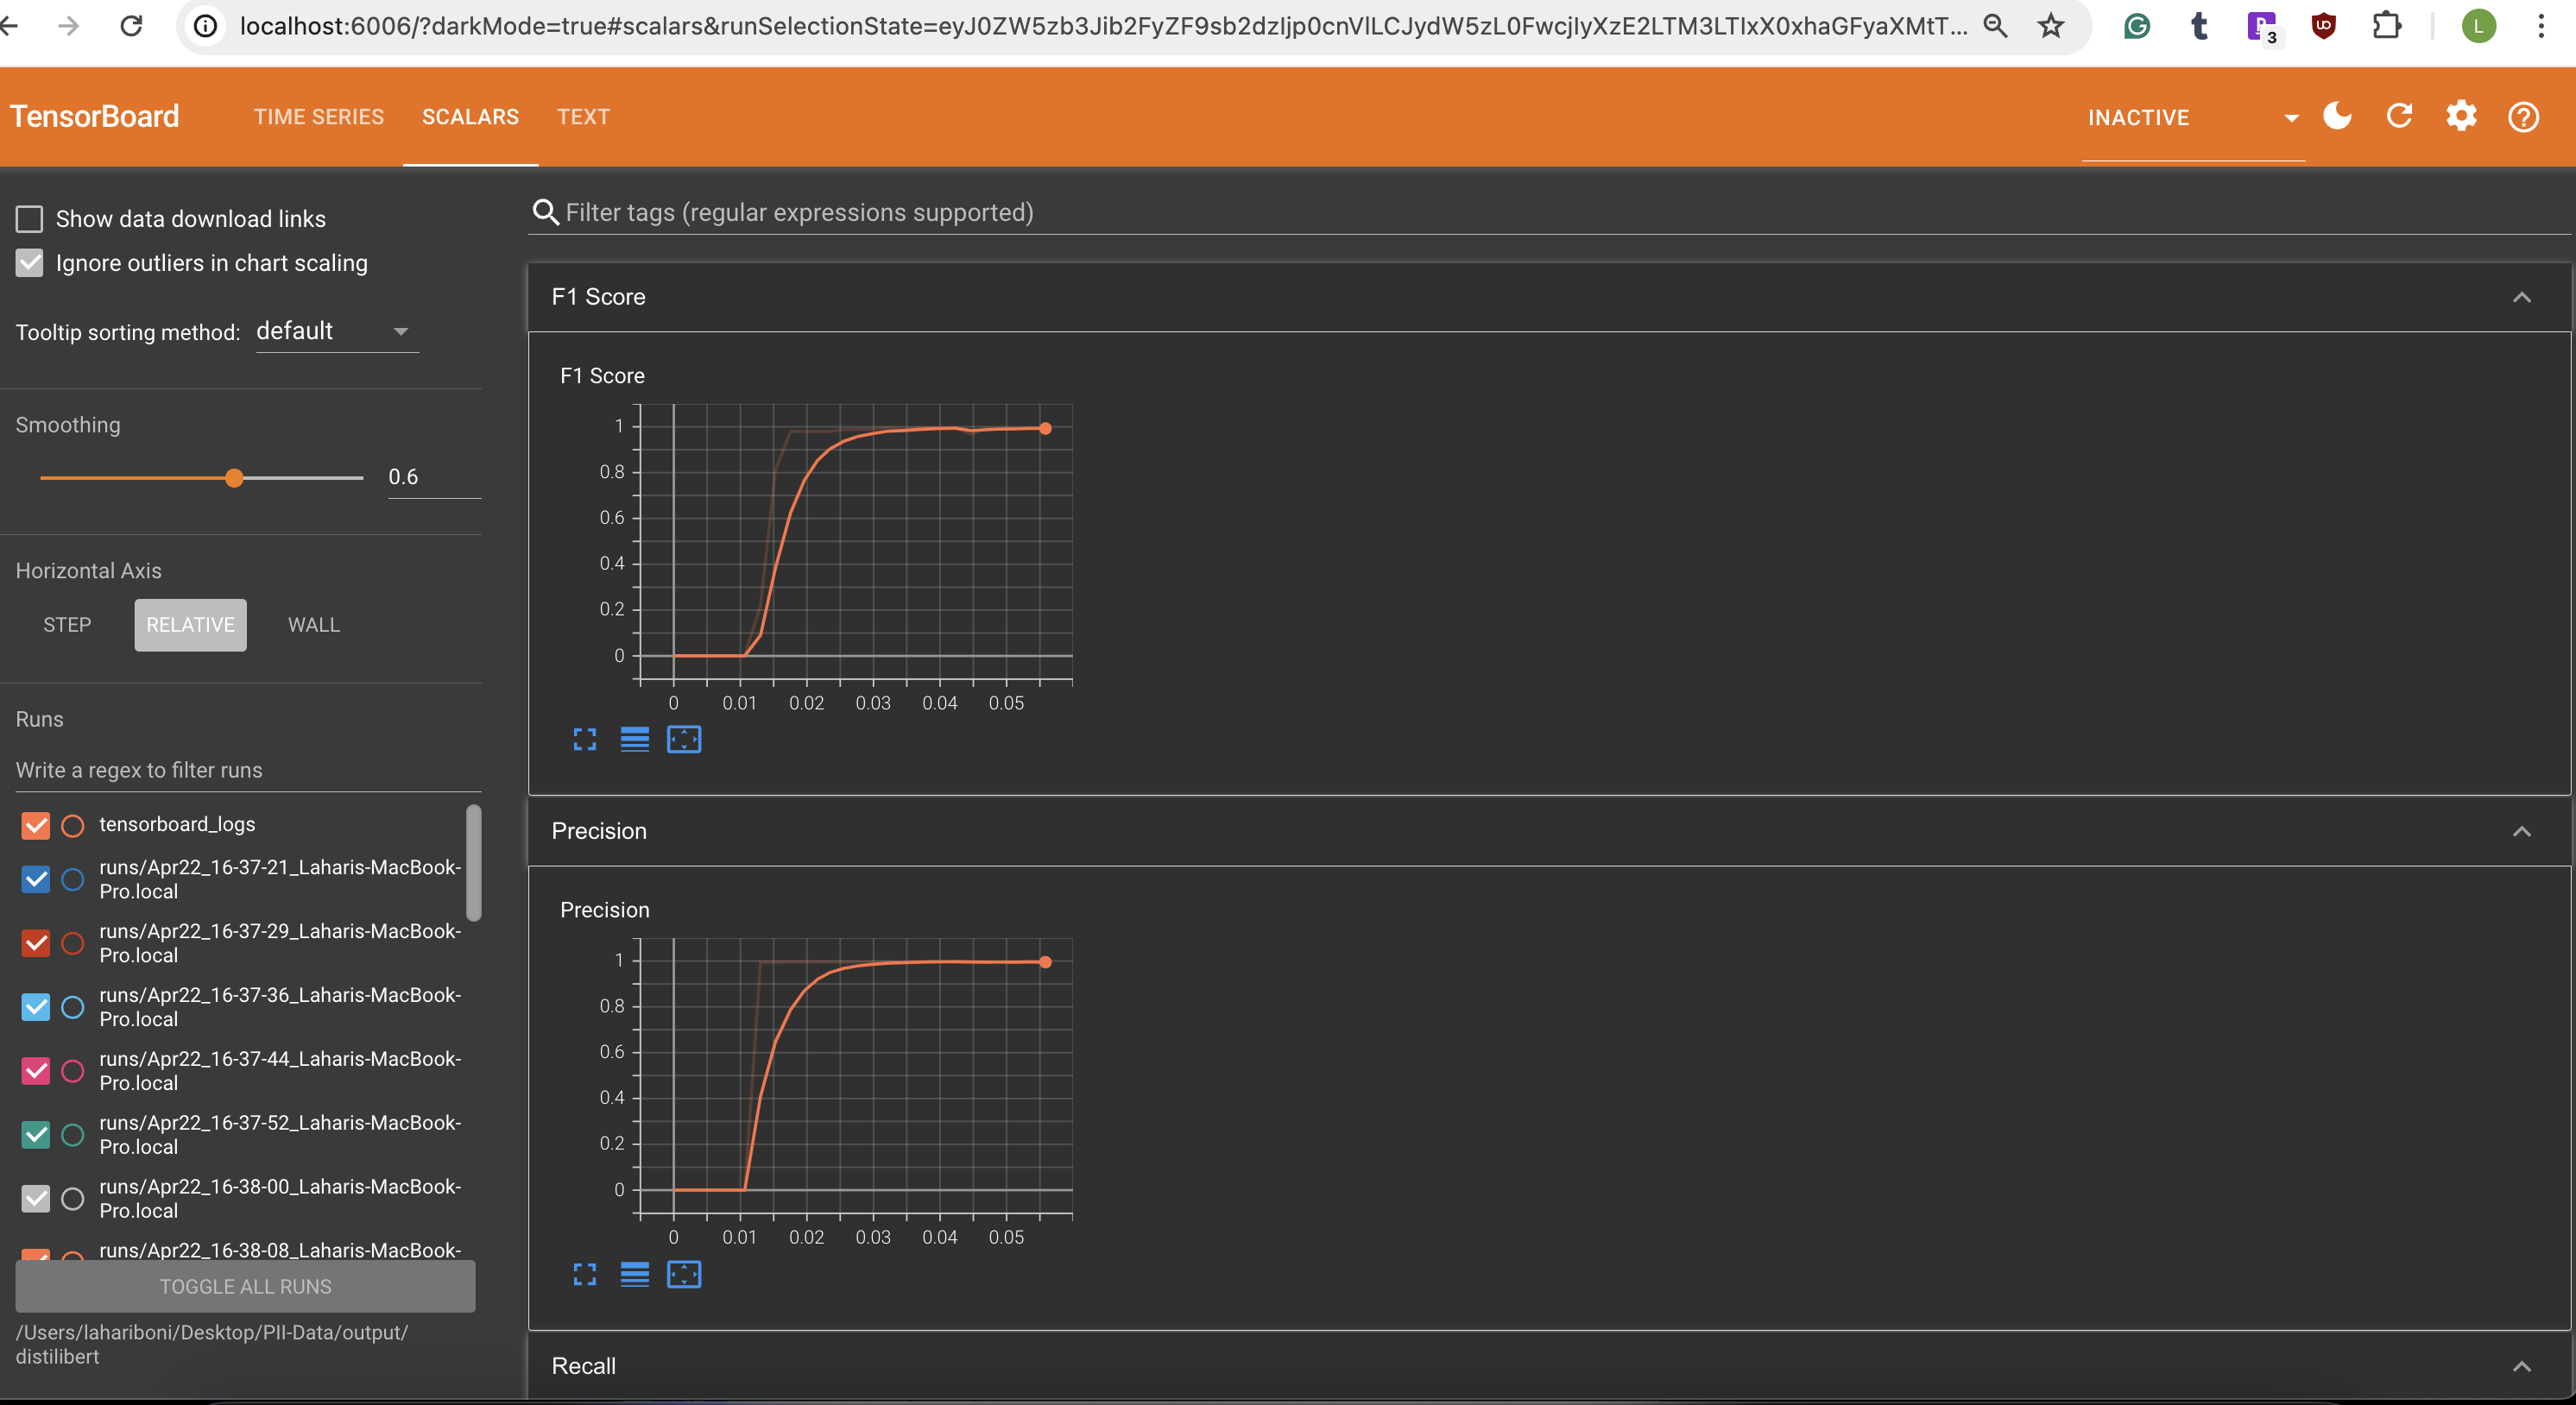 localhost:6006/?darkMode=true#scalars&runSelectionState=eyJ0ZW5zb3Jib2FyZF9sb2dzIjp0cnVlLCJydW5zL0FwcjIyXzE2LTM3LTIxX0xhaGFyaXMtT...
3
L
TensorBoard
TIME SERIES
SCALARS
TEXT
INACTIVE
Show data download links
Ignore outliers in chart scaling
Tooltip sorting method: default
Smoothing
0.6
Horizontal Axis
STEP
RELATIVE
WALL
Runs
Write a regex to filter runs
tensorboard_logs
runs/Apr22_16-37-21_Laharis-MacBook-
Pro.local
runs/Apr22_16-37-29_Laharis-MacBook-
Pro.local
runs/Apr22_16-37-36_Laharis-MacBook-
Pro.local
runs/Apr22_16-37-44_Laharis-MacBook-
Pro.local
runs/Apr22_16-37-52_Laharis-MacBook-
Pro.local
runs/Apr22_16-38-00_Laharis-MacBook-
Pro.local
runs/Apr22_16-38-08_Laharis-MacBook-
TOGGLE ALL RUNS
/Users/lahariboni/Desktop/PII-Data/output/
distilibert
Filter tags (regular expressions supported)
F1 Score
F1 Score
1
0.8
0.6
0.4
0.2
0
0 0.01 0.02 0.03 0.04 0.05
Precision
Precision
1
0.8
0.6
0.4
0.2
0
0 0.01 0.02 0.03 0.04 0.05
Recall